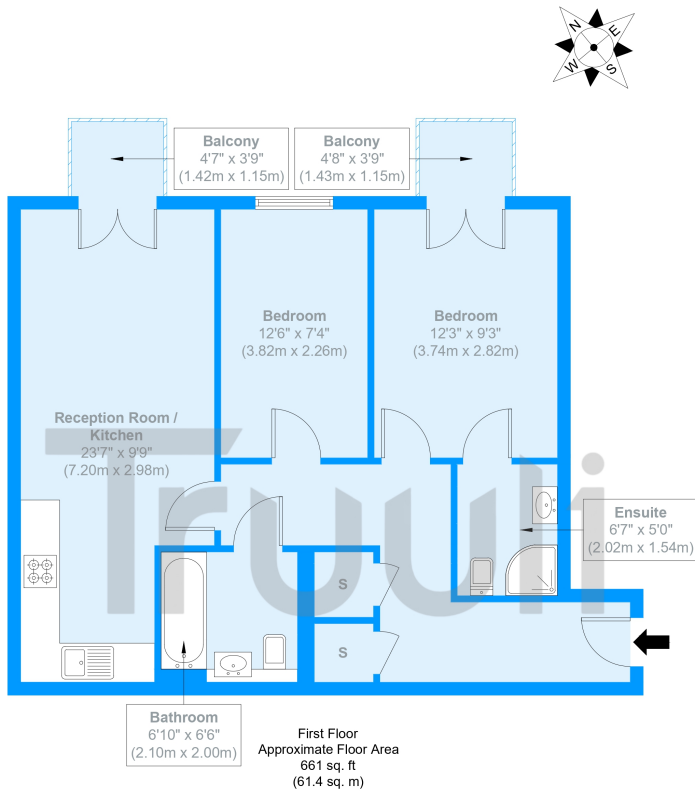 N
E
W
S
Balcony
4'7" x 3'9"
(1.42m x 1.15m)
Balcony
4'8" x 3'9"
(1.43m x 1.15m)
Bedroom
12'6" x 7'4"
(3.82m x 2.26m)
Bedroom
12'3" x 9'3"
(3.74m x 2.82m)
Reception Room /
Kitchen
23'7" x 9'9"
(7.20m x 2.98m)
Truuli
Ensuite
6'7" x 5'0"
(2.02m x 1.54m)
S
S
Bathroom
6'10" x 6'6"
(2.10m x 2.00m)
First Floor
Approximate Floor Area
661 sq. ft
(61.4 sq. m)